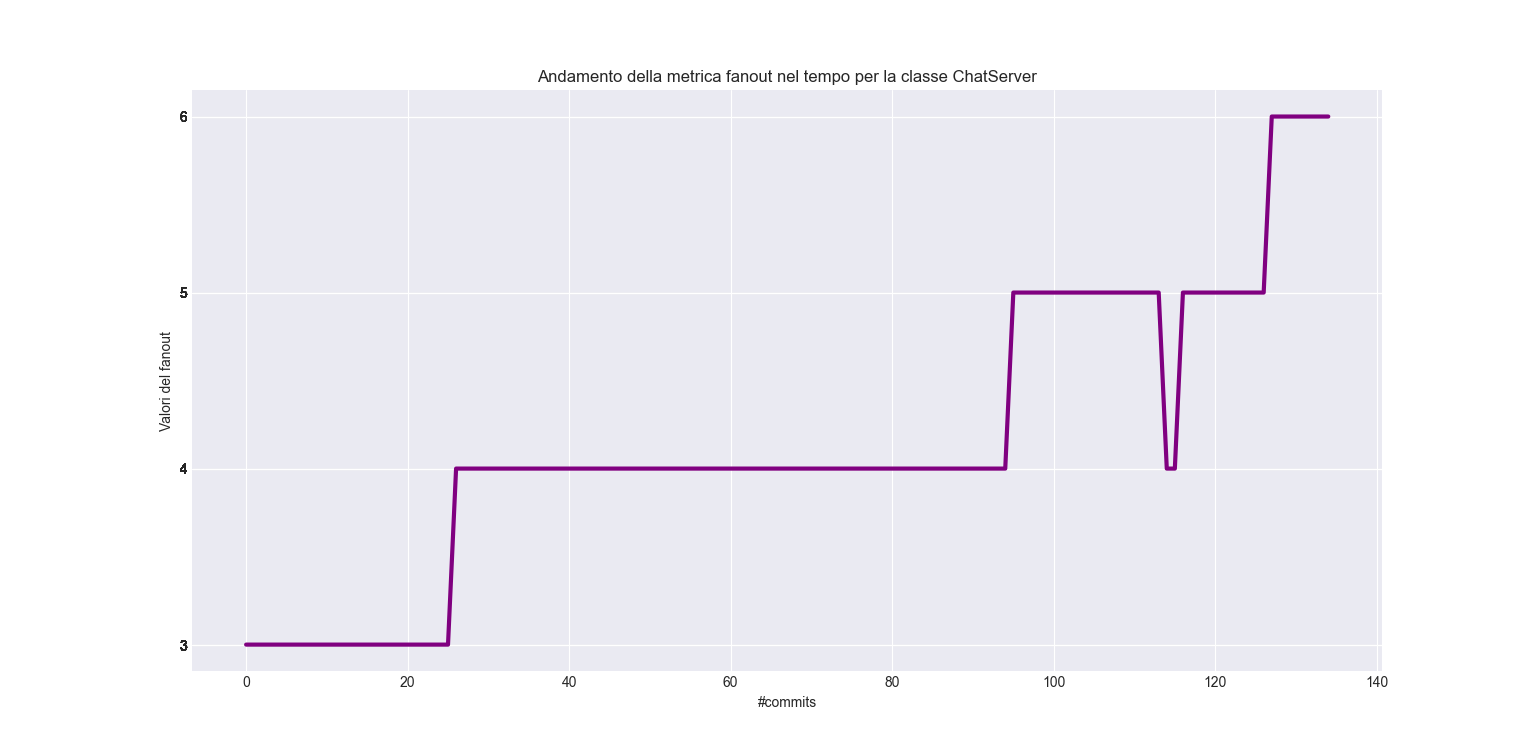 Andamento della metrica fanout nel tempo per la classe ChatServer
Valori del fanout
6
5
4
3
0 20 40 60 80 100 120 140
#commits